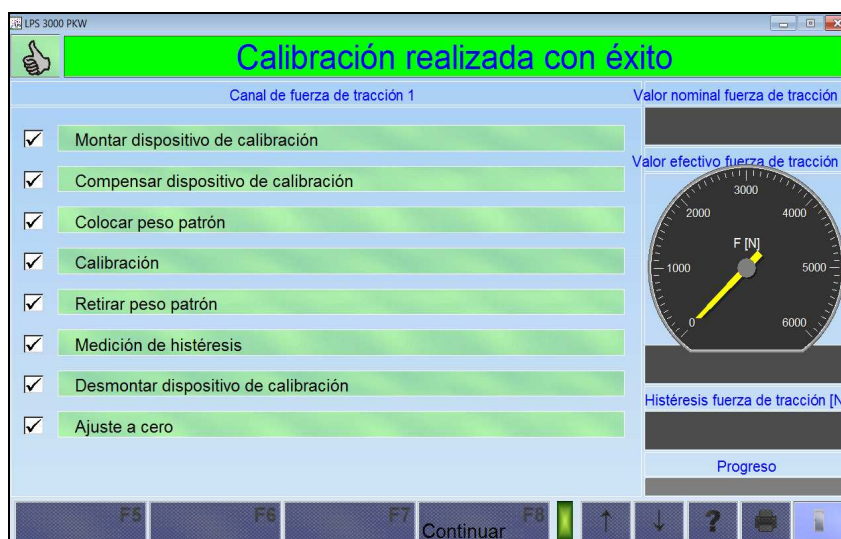 LPS 3000 PKW
Calibración realizada con éxito
Canal de fuerza de tracción 1
Valor nominal fuerza de tracción
Montar dispositivo de calibración
Compensar dispositivo de calibración
Colocar peso patrón
Calibración
Retirar peso patrón
Medición de histéresis
Desmontar dispositivo de calibración
Ajuste a cero
Valor efectivo fuerza de tracción
3000
2000 4000
F [N]
1000 5000
0 6000
Histéresis fuerza de tracción [N
Progreso
F5 F6 F7 F8
Continuar
?